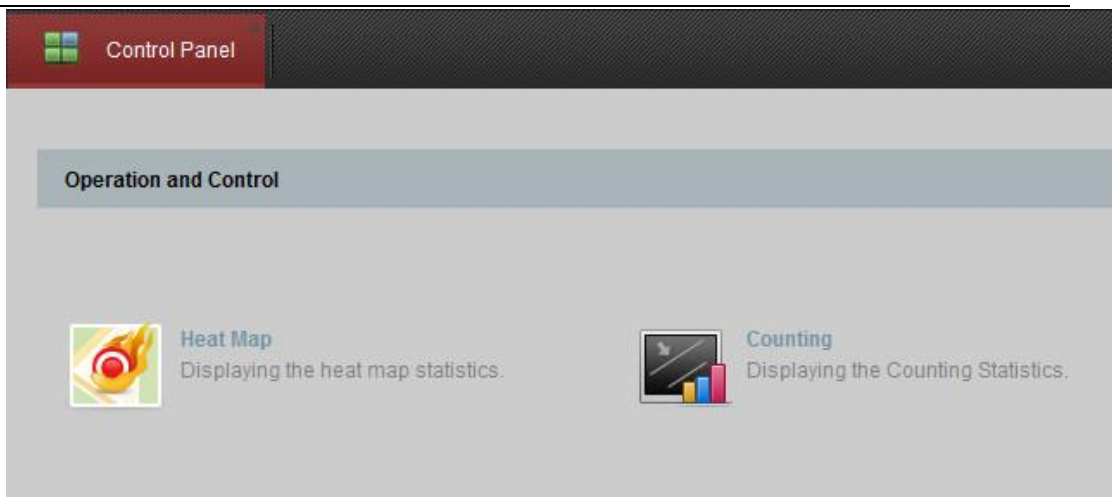 Control Panel
Operation and Control
Heat Map
Displaying the heat map statistics.
Counting
Displaying the Counting Statistics.